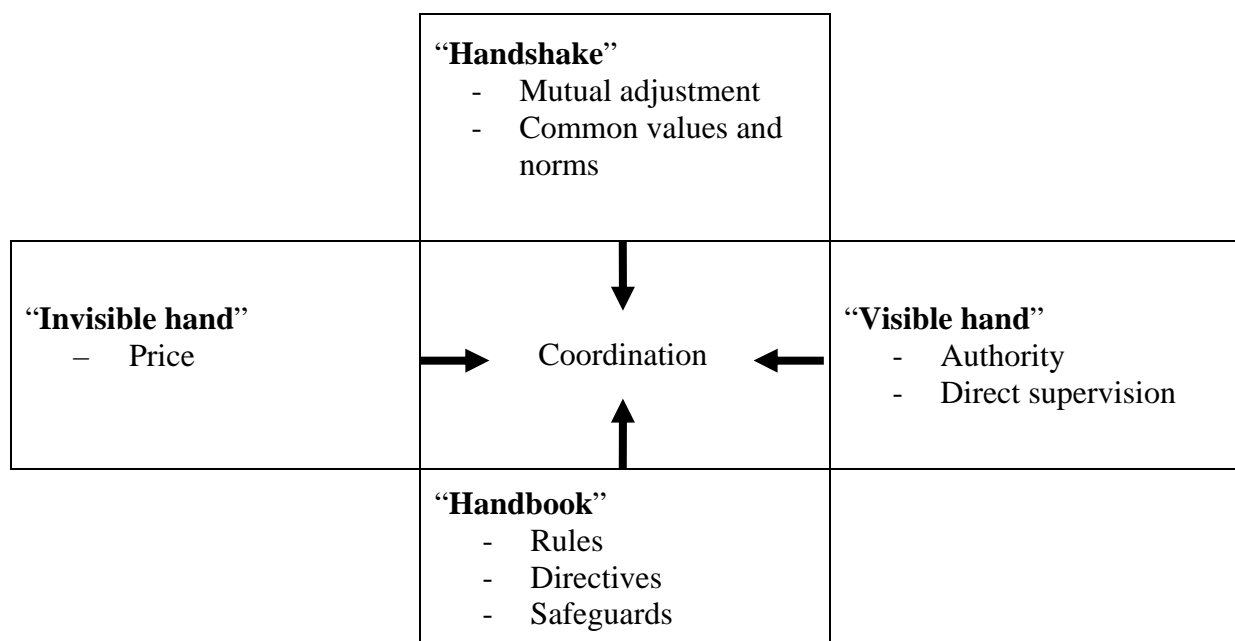 “Handshake”
- Mutual adjustment
- Common values and
norms
“Invisible hand”
– Price
Coordination
“Visible hand”
- Authority
- Direct supervision
“Handbook”
- Rules
- Directives
- Safeguards